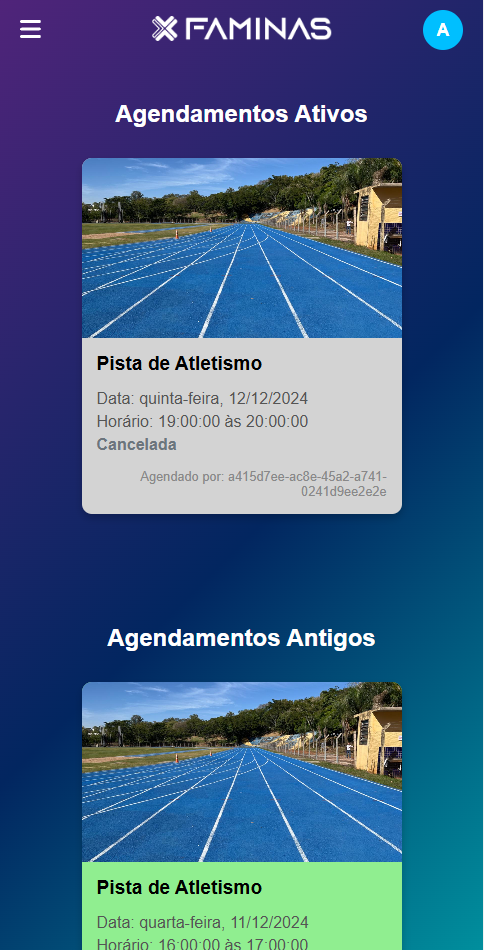 FAMINAS
A
Agendamentos Ativos
Pista de Atletismo
Data: quinta-feira, 12/12/2024
Horário: 19:00:00 às 20:00:00
Cancelada
Agendado por: a415d7ee-ac8e-45a2-a741-
0241d9ee2e2e
Agendamentos Antigos
Pista de Atletismo
Data: quarta-feira, 11/12/2024
Horário: 16:00:00 às 17:00:00